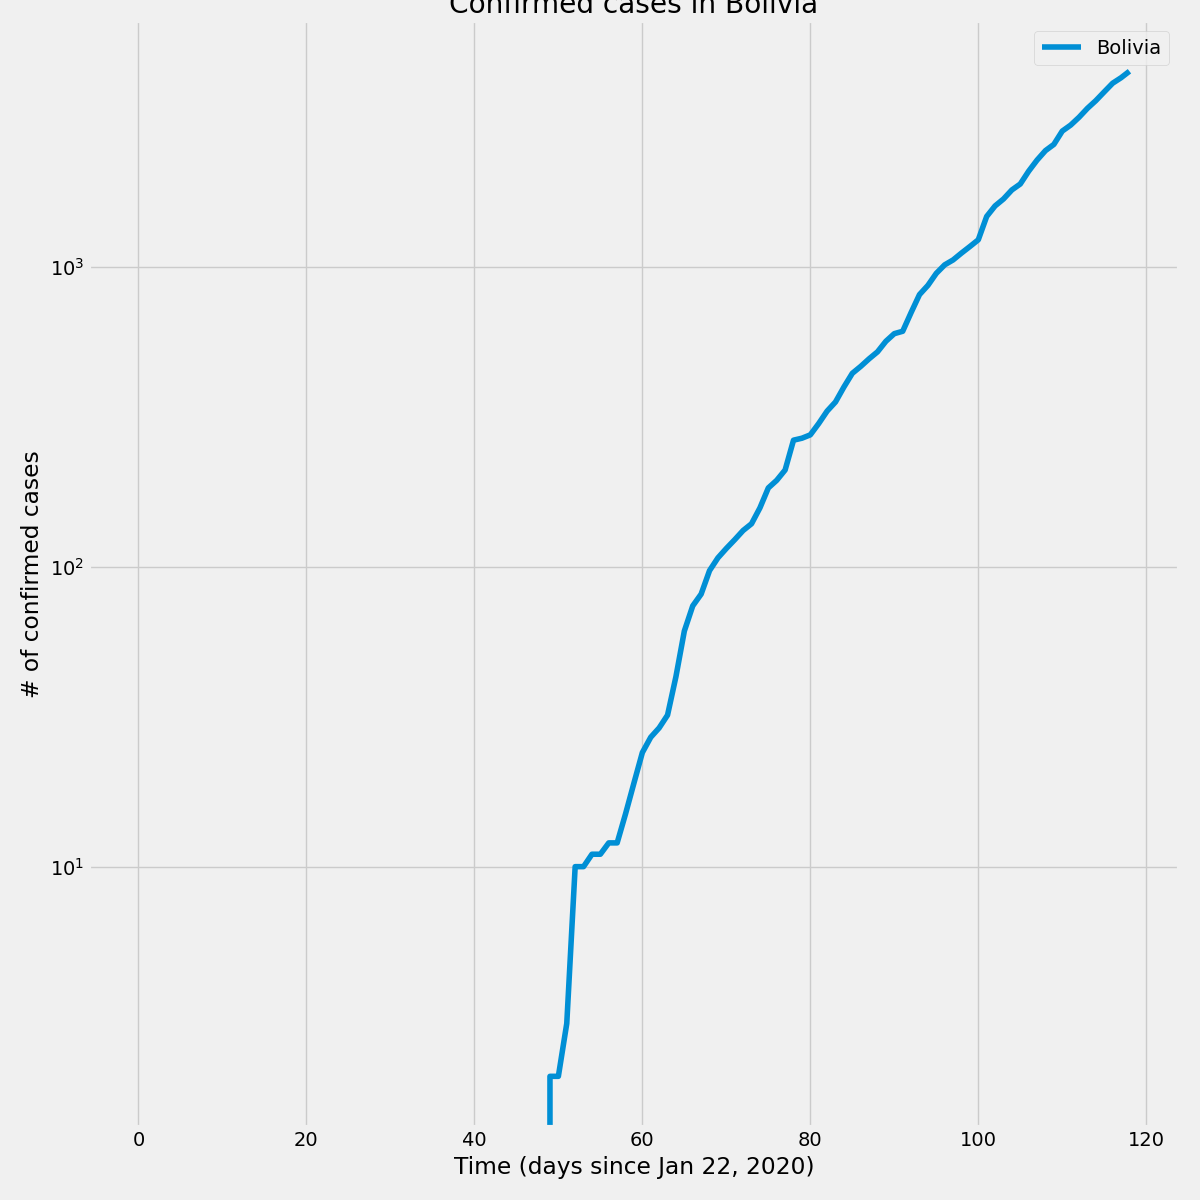 Confirmed cases in Bolivia
Bolivia
10³
10²
10¹
# of confirmed cases
0 20 40 60 80 100 120
Time (days since Jan 22, 2020)